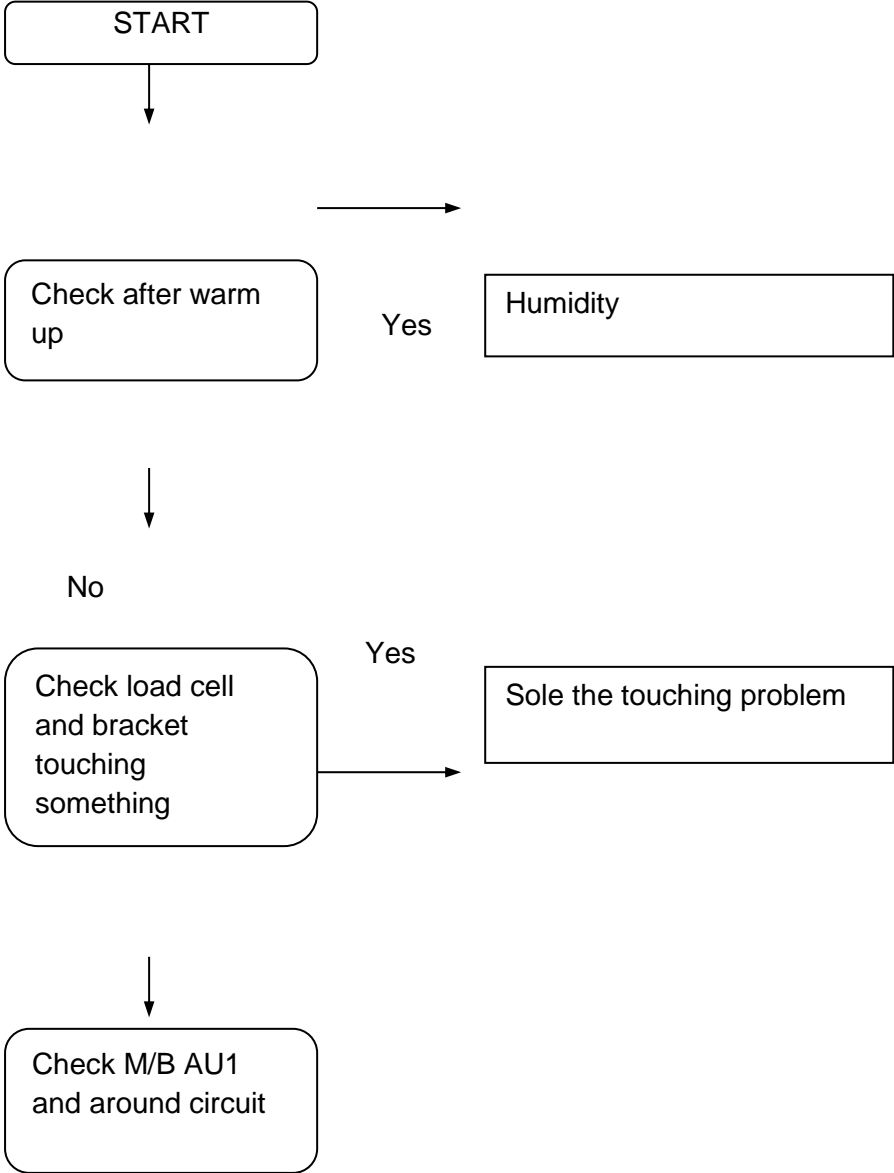 START
Check after warm
up
Yes
Humidity
No
Yes
Check load cell
and bracket
touching
something
Sole the touching problem
Check M/B AU1
and around circuit